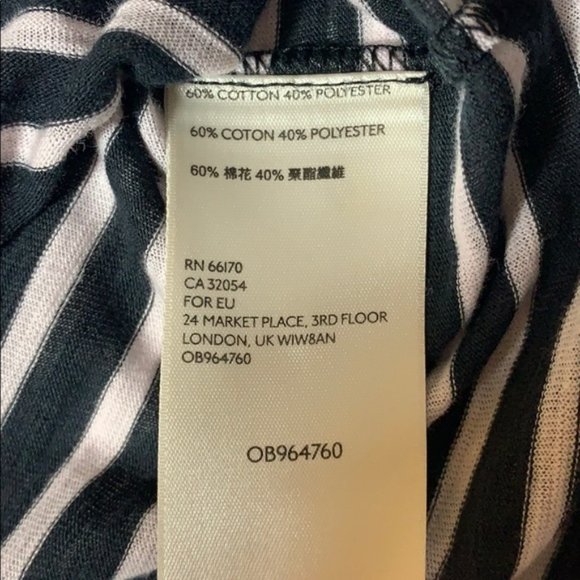 60% COTTON 40% POLYESTER
60% COTON 40% POLYESTER
60% 棉花 40% 聚酯纖維
RN 66170
CA 32054
FOR EU
24 MARKET PLACE, 3RD FLOOR
LONDON, UK W1W8AN
OB964760
OB964760